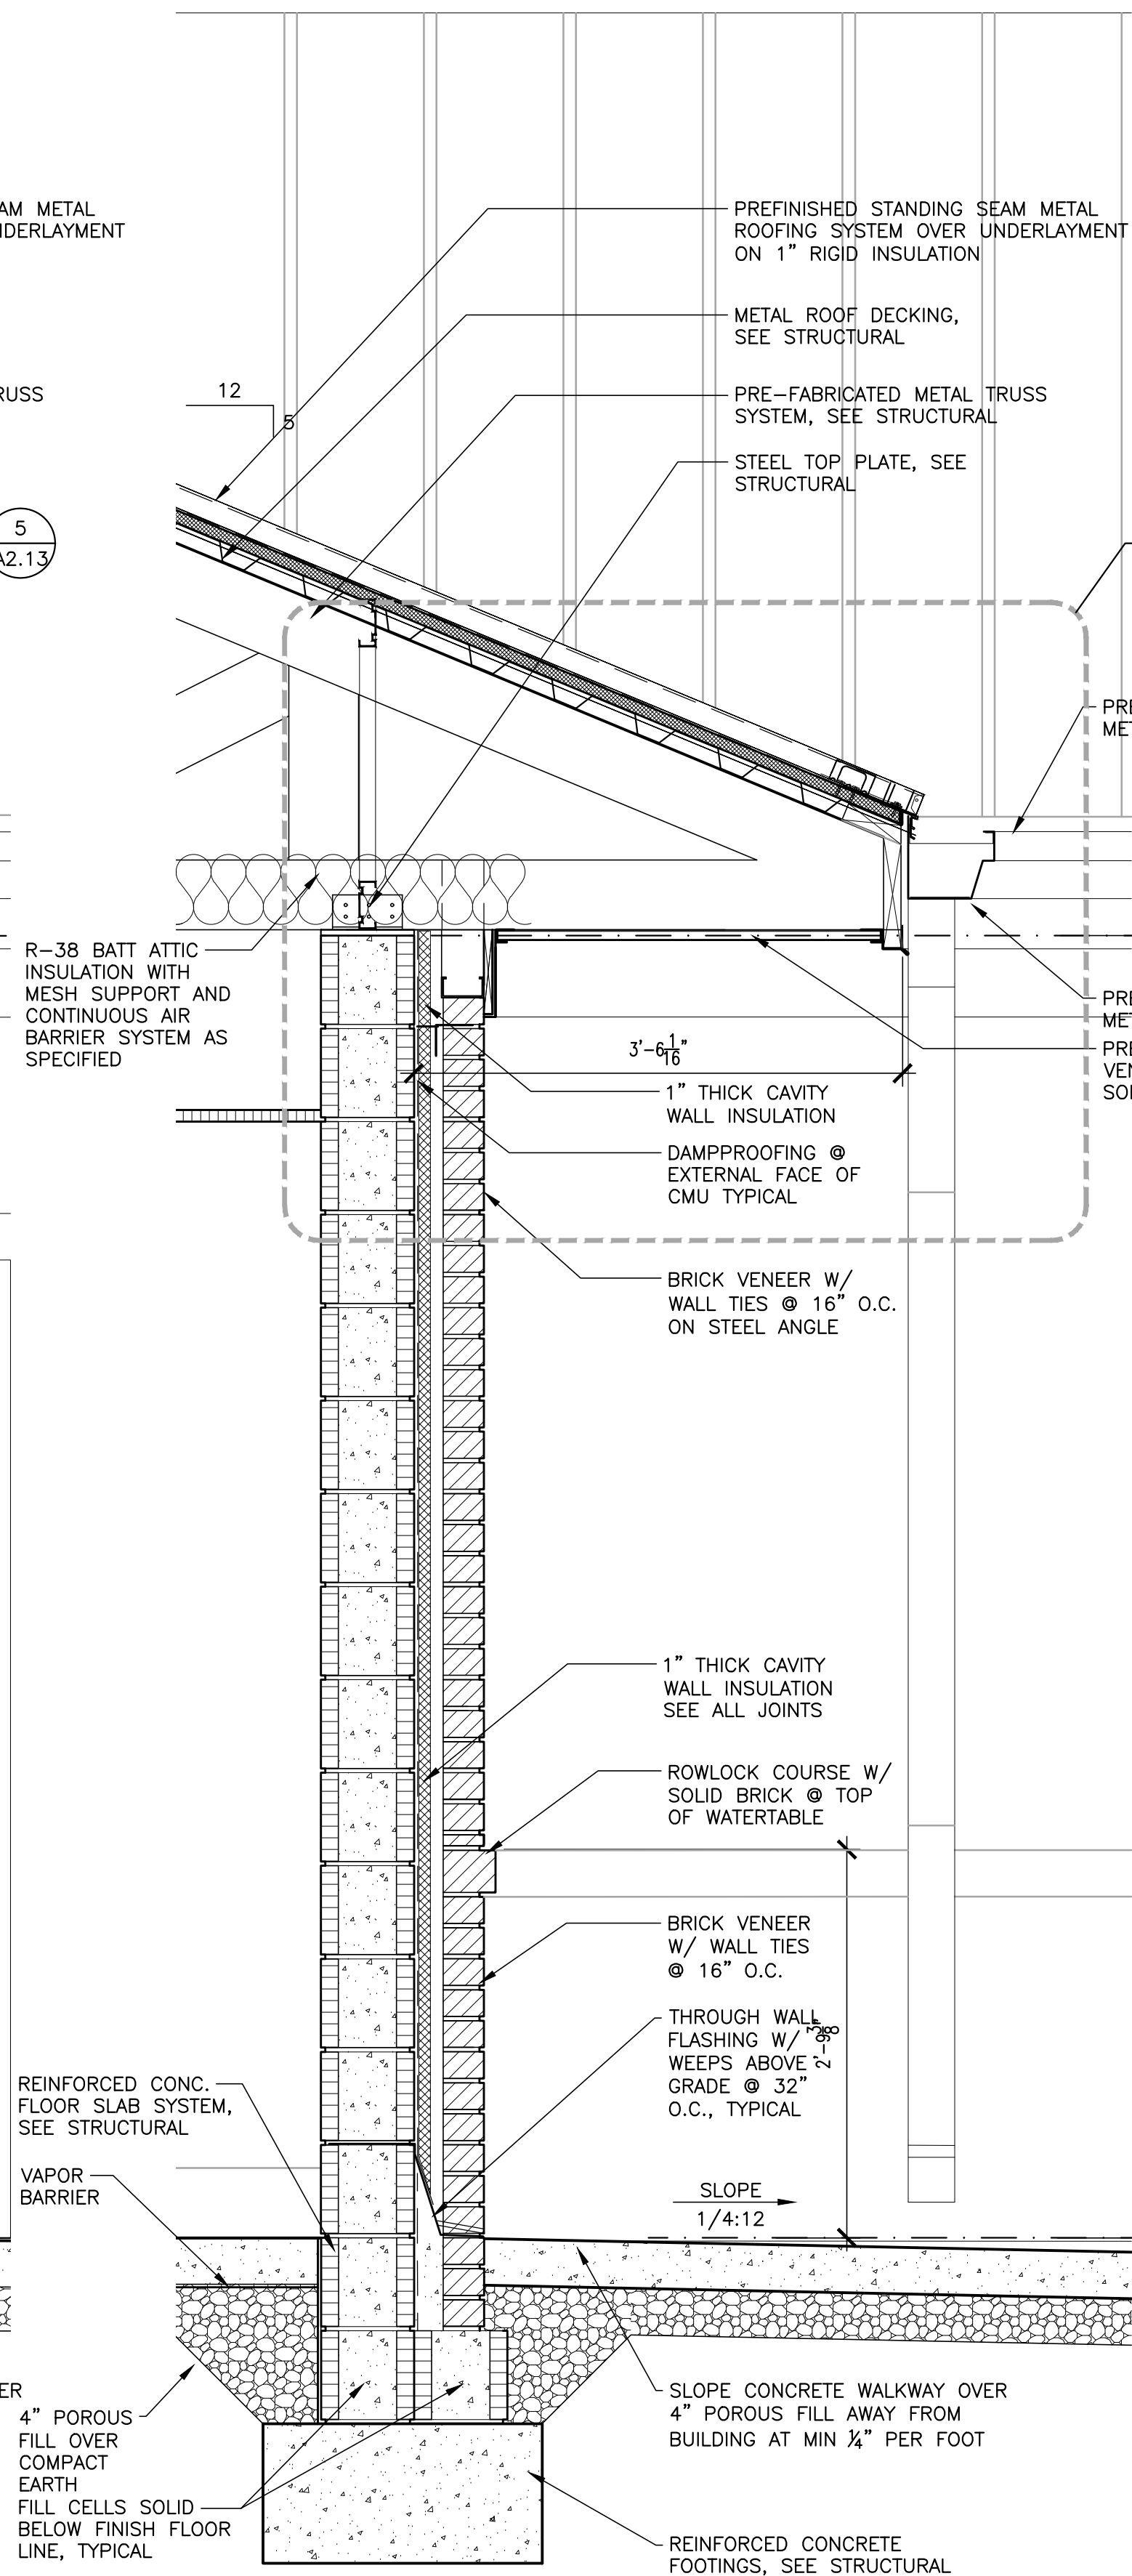 AM METAL
NDERLAYMENT
PREFINISHED STANDING SEAM METAL
ROOFING SYSTEM OVER UNDERLAYMENT
ON 1” RIGID INSULATION
METAL ROOF DECKING,
SEE STRUCTURAL
RUSS
12
5
PRE-FABRICATED METAL TRUSS
SYSTEM, SEE STRUCTURAL
STEEL TOP PLATE, SEE
STRUCTURAL
5
A2.13
PRE
MET
R-38 BATT ATTIC
INSULATION WITH
MESH SUPPORT AND
CONTINUOUS AIR
BARRIER SYSTEM AS
SPECIFIED
PRE
MET
PRE
VEN
SOF
3’-6 1/16”
1” THICK CAVITY
WALL INSULATION
DAMPPROOFING @
EXTERNAL FACE OF
CMU TYPICAL
BRICK VENEER W/
WALL TIES @ 16” O.C.
ON STEEL ANGLE
1” THICK CAVITY
WALL INSULATION
SEE ALL JOINTS
ROWLOCK COURSE W/
SOLID BRICK @ TOP
OF WATERTABLE
BRICK VENEER
W/ WALL TIES
@ 16” O.C.
THROUGH WALL
FLASHING W/
WEEPS ABOVE
GRADE @ 32”
O.C., TYPICAL
2’-9 3/8”
REINFORCED CONC.
FLOOR SLAB SYSTEM,
SEE STRUCTURAL
VAPOR
BARRIER
SLOPE
1/4:12
ER
4” POROUS
FILL OVER
COMPACT
EARTH
FILL CELLS SOLID
BELOW FINISH FLOOR
LINE, TYPICAL
SLOPE CONCRETE WALKWAY OVER
4” POROUS FILL AWAY FROM
BUILDING AT MIN ¼” PER FOOT
REINFORCED CONCRETE
FOOTINGS, SEE STRUCTURAL